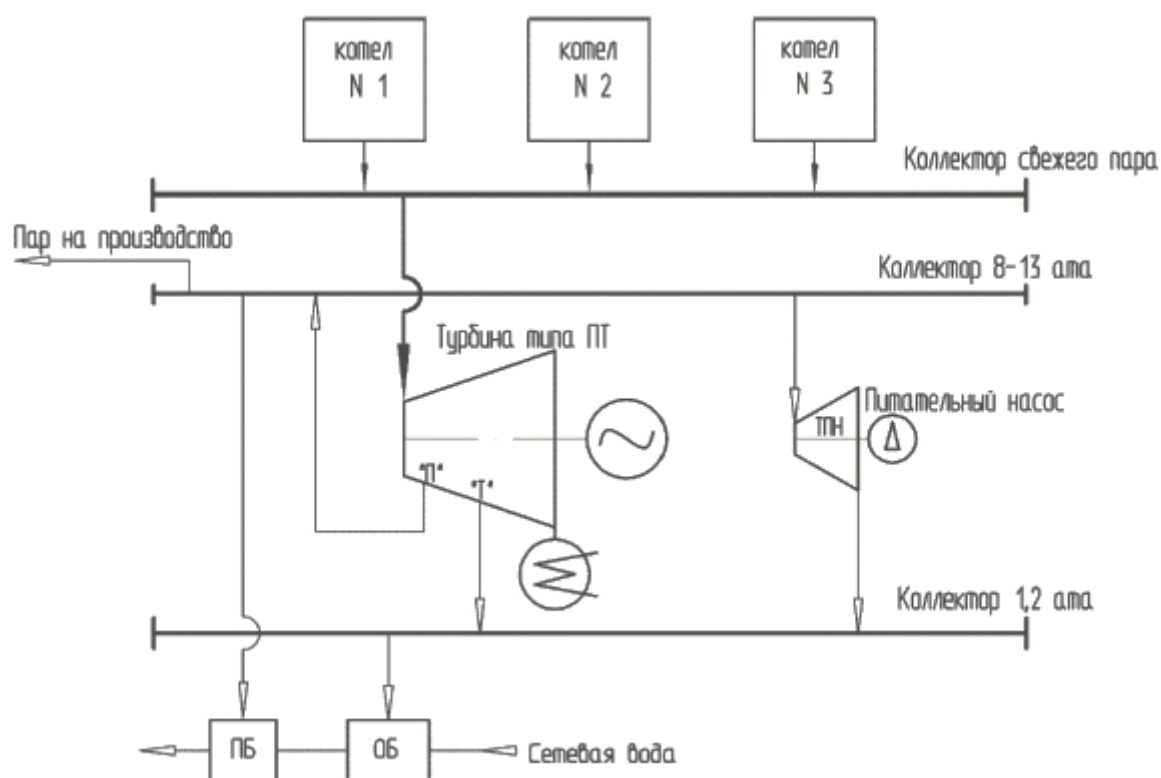 котел
N 1
котел
N 2
котел
N 3
Коллектор свежего пара
Пар на производство
Коллектор 8-13 ата
Турбина типа ПТ
Питательный насос
ТПН
"П"
"Т"
Коллектор 1,2 ата
ПБ
ОБ
Сетевая вода